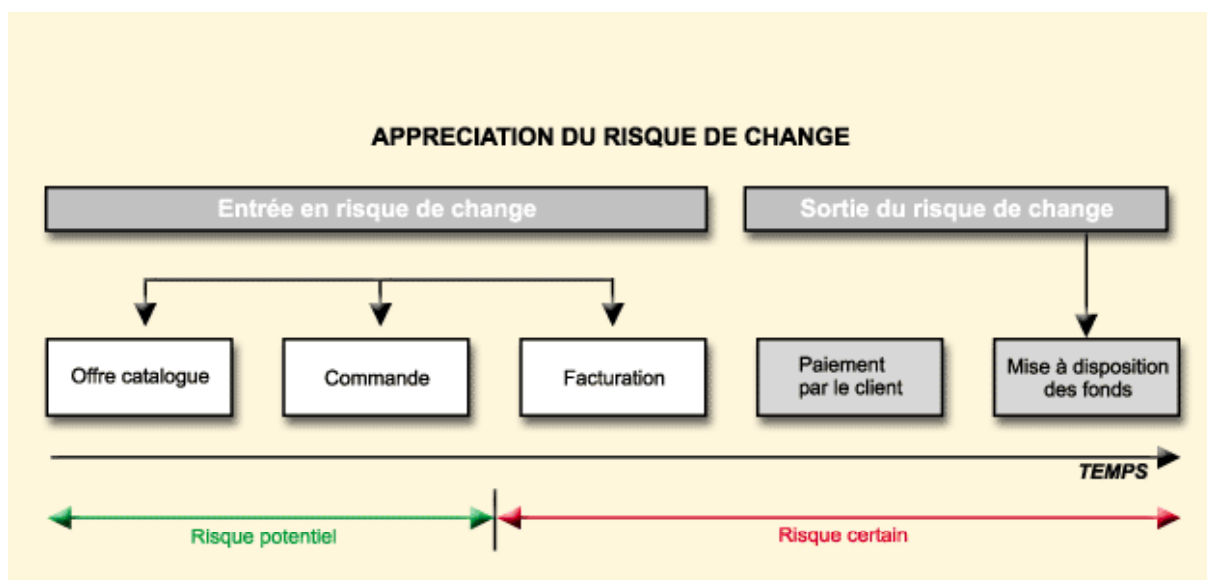 APPRECIATION DU RISQUE DE CHANGE
Entrée en risque de change
Sortie du risque de change
Offre catalogue
Commande
Facturation
Paiement
par le client
Mise à disposition
des fonds
TEMPS
Risque potentiel
Risque certain